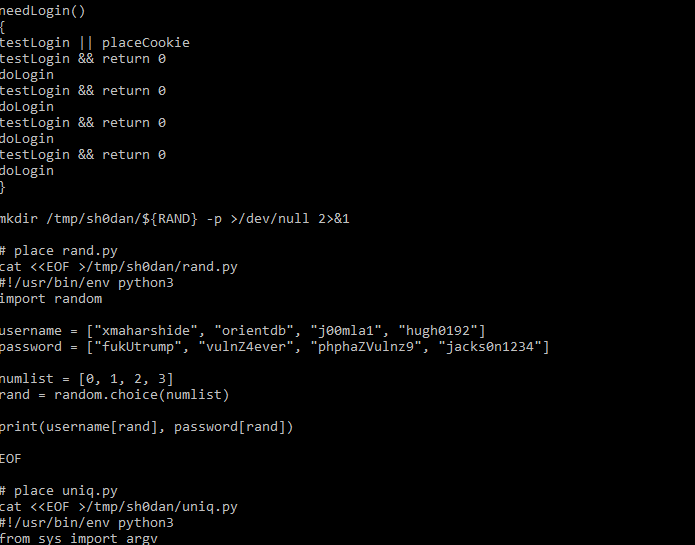 needLogin()
{
testLogin || placeCookie
testLogin && return 0
doLogin
testLogin && return 0
doLogin
testLogin && return 0
doLogin
testLogin && return 0
doLogin
}
mkdir /tmp/sh0dan/${RAND} -p >/dev/null 2>&1
# place rand.py
cat <<EOF >/tmp/sh0dan/rand.py
#!/usr/bin/env python3
import random
username = ["xmaharshide", "orientdb", "j00mla1", "hugh0192"]
password = ["fukUtrump", "vulnZ4ever", "phphaZVulnz9", "jacks0n1234"]
numlist = [0, 1, 2, 3]
rand = random.choice(numlist)
print(username[rand], password[rand])
EOF
# place uniq.py
cat <<EOF >/tmp/sh0dan/uniq.py
#!/usr/bin/env python3
from sys import argv